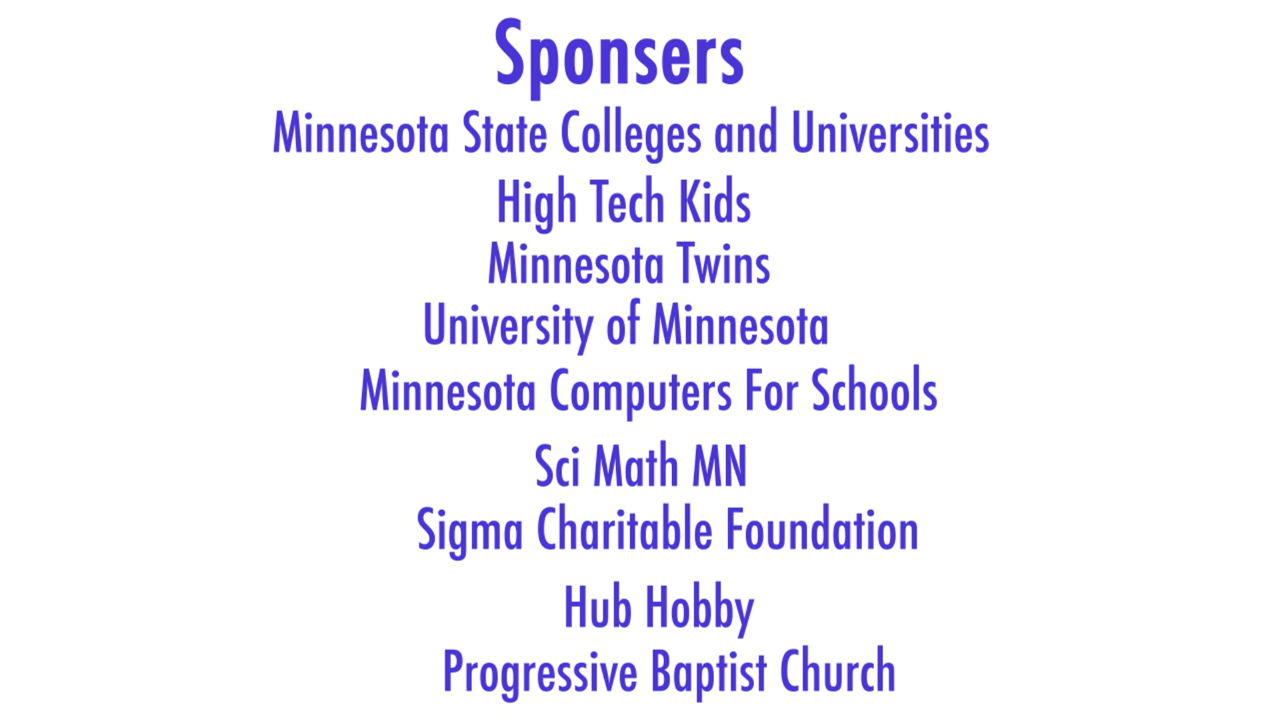 Sponsers
Minnesota State Colleges and Universities
High Tech Kids
Minnesota Twins
University of Minnesota
Minnesota Computers For Schools
Sci Math MN
Sigma Charitable Foundation
Hub Hobby
Progressive Baptist Church